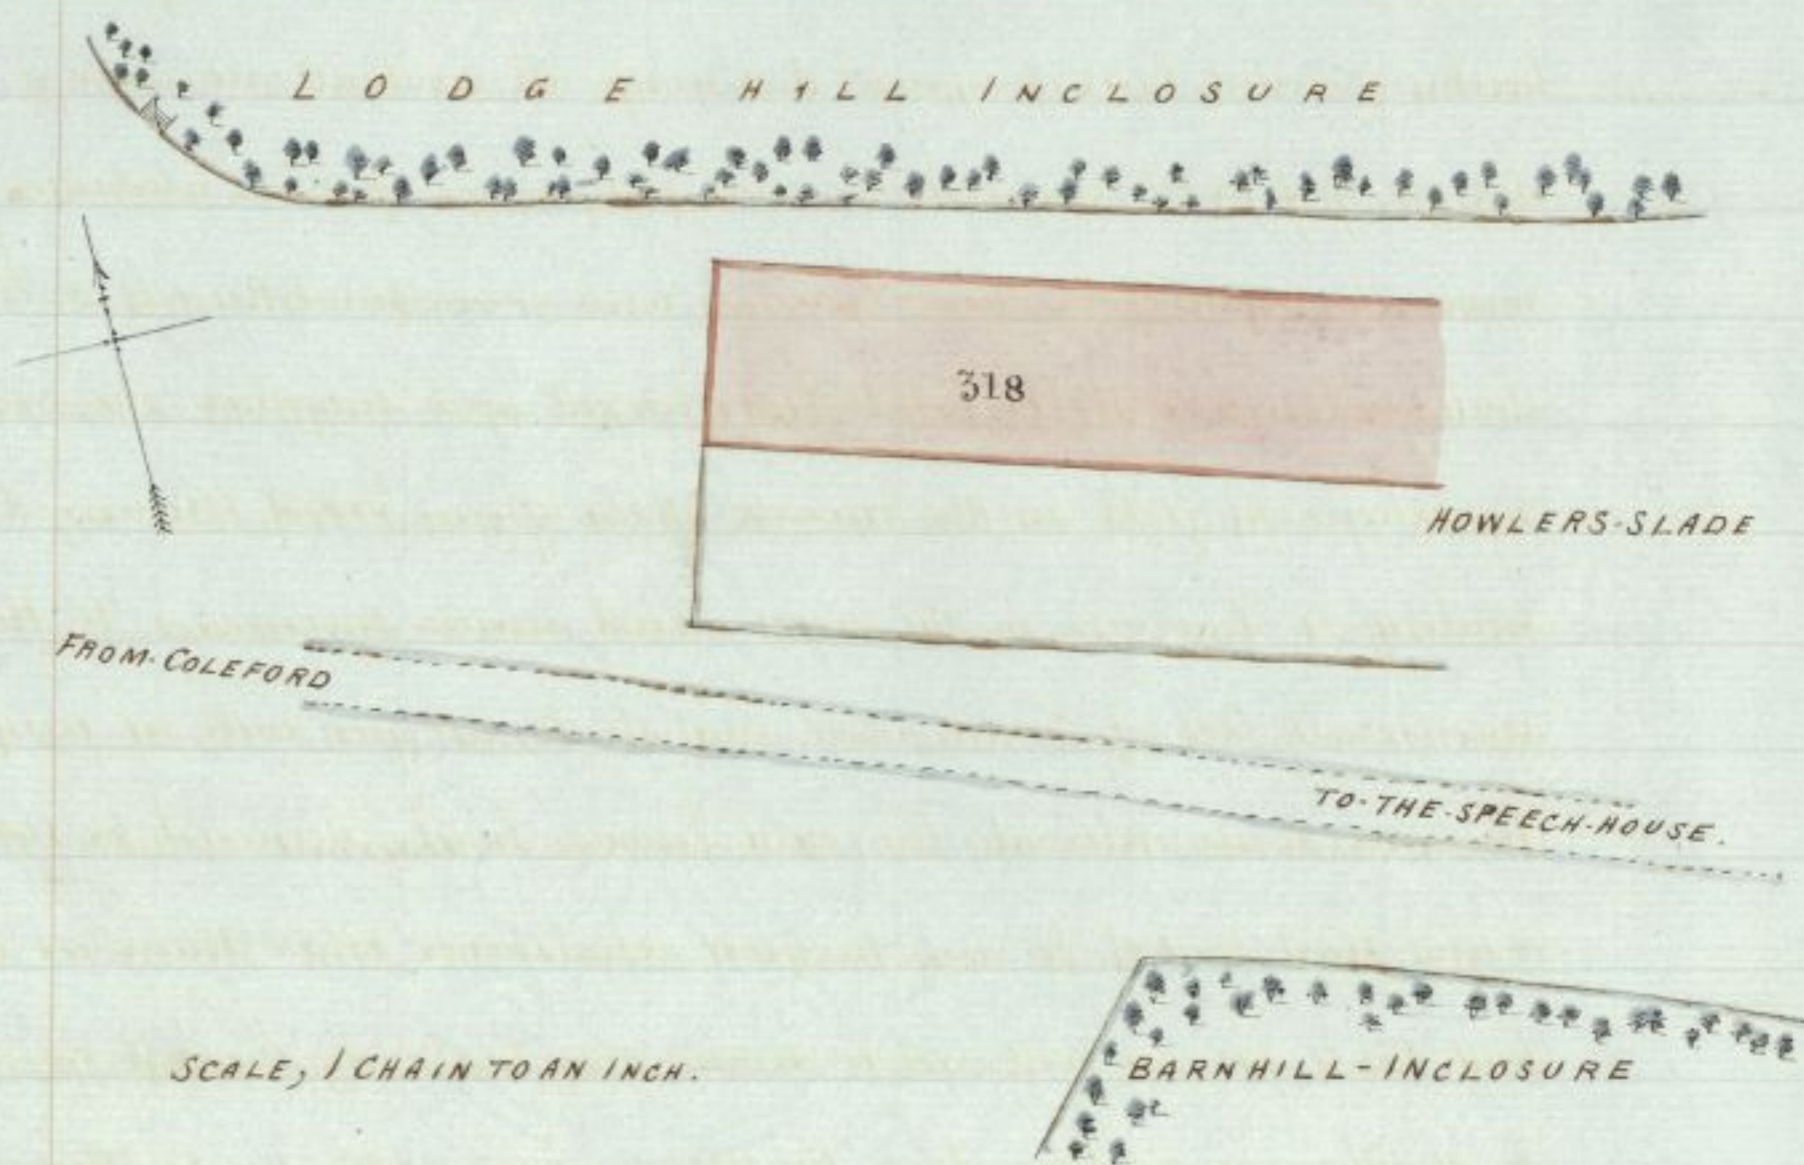 LODGE HILL INCLOSURE
318
HOWLERS-SLADE
FROM-COLEFORD
TO-THE-SPEECH-HOUSE.
SCALE, 1 CHAIN TO AN INCH.
BARNHILL-INCLOSURE